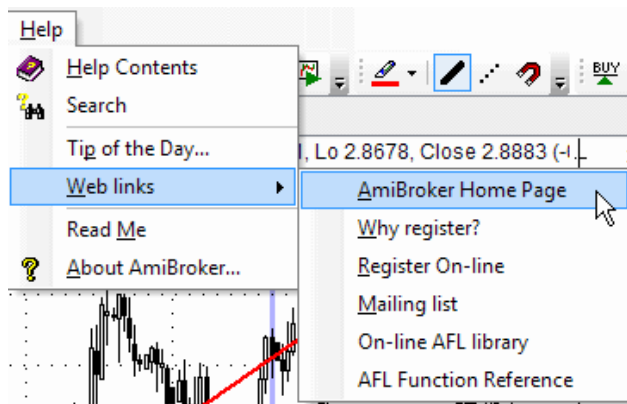 Help
Help Contents
Search
BUY
Tip of the Day...
, Lo 2.8678, Close 2.8883 (-
Web links
AmiBroker Home Page
Read Me
Why register?
About AmiBroker...
Register On-line
Mailing list
On-line AFL library
AFL Function Reference